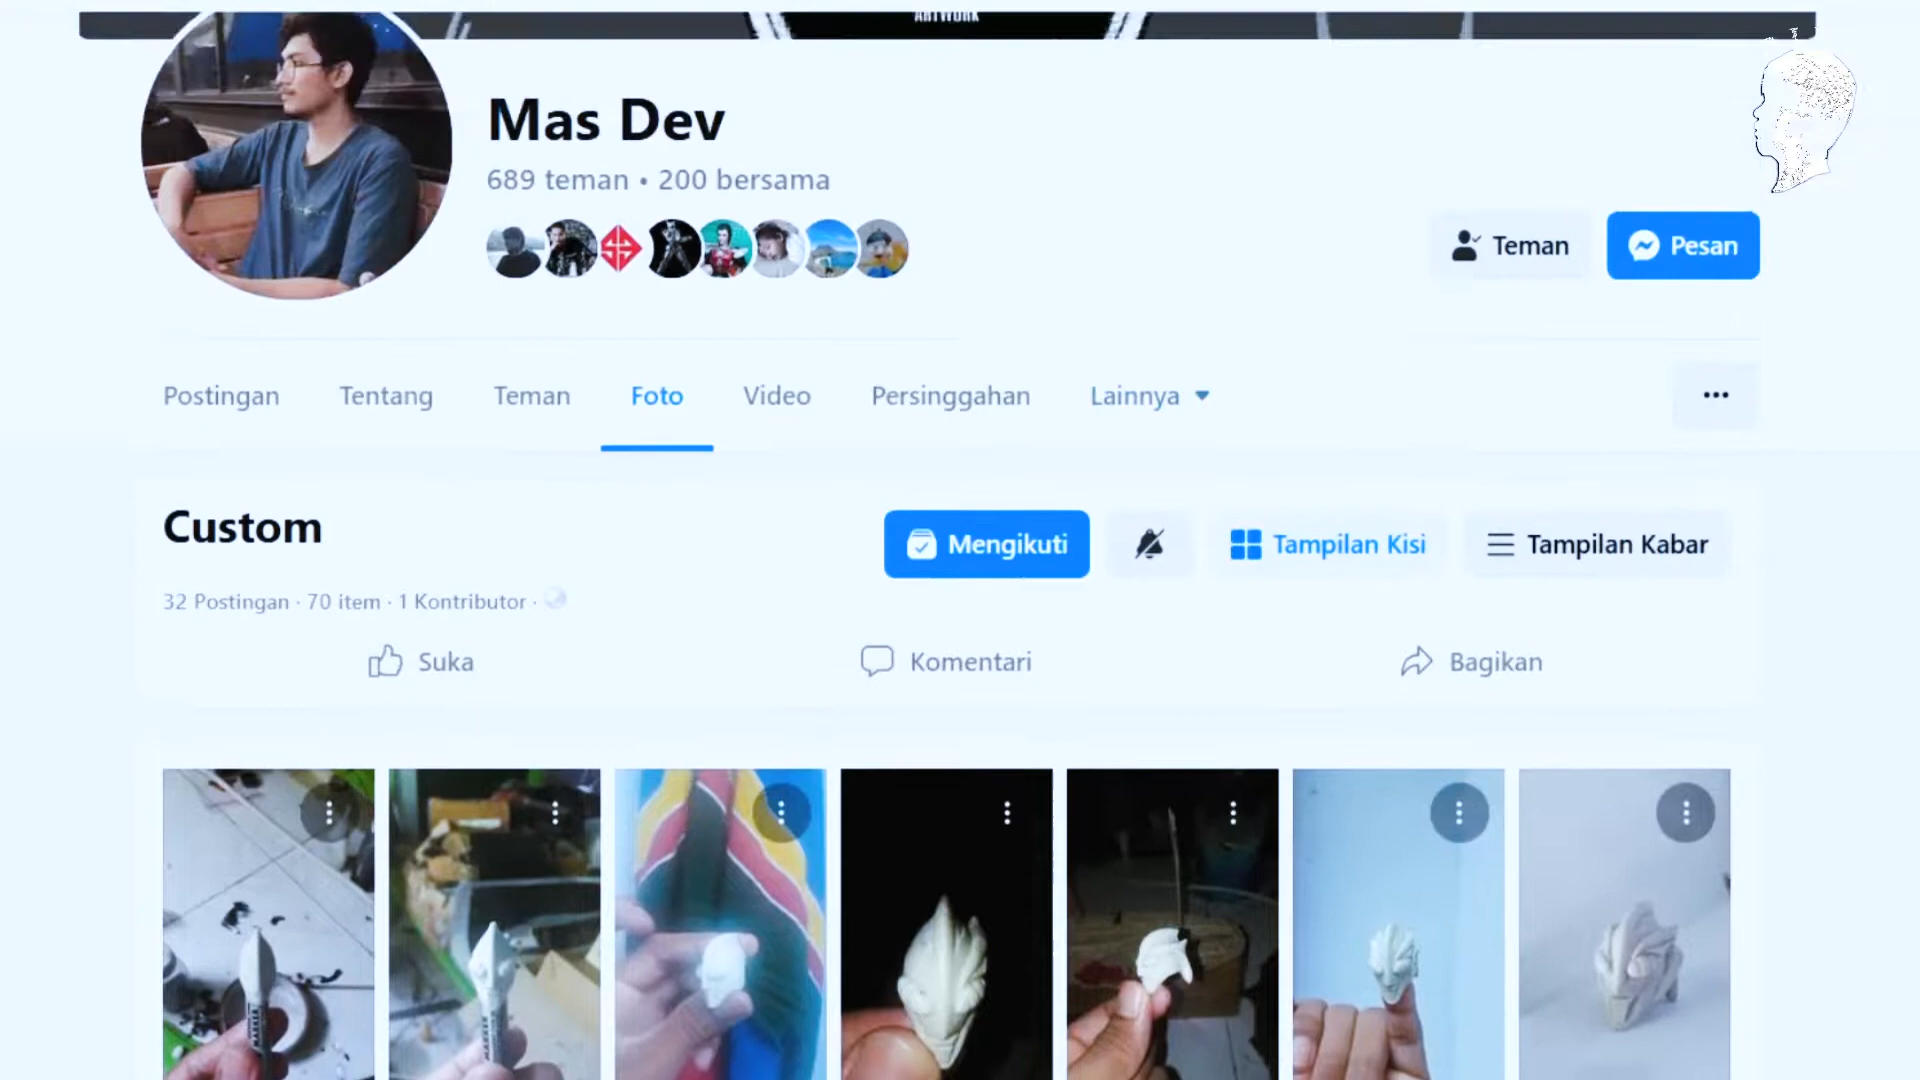 ARTWORK
Mas Dev
689 teman • 200 bersama
Teman
Pesan
Postingan
Tentang
Teman
Foto
Video
Persinggahan
Lainnya
Custom
Mengikuti
Tampilan Kisi
Tampilan Kabar
32 Postingan · 70 item · 1 Kontributor ·
Suka
Komentari
Bagikan